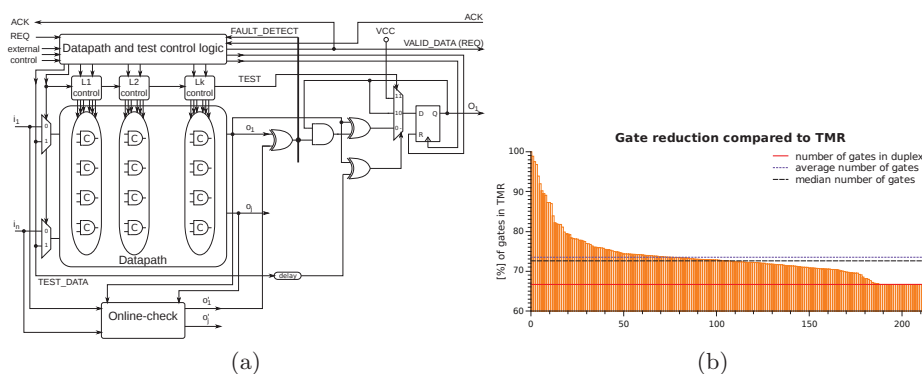 ACK
REQ
external
control
Datapath and test control logic
FAULT_DETECT
VCC
ACK
VALID_DATA (REQ)
L1 control
L2 control
Lk control
TEST
11
10
0 -
D Q
R
O1
i1
0
1
C C C
C C C
C C C
C C C
o1
oj
in
0
1
Datapath
TEST_DATA
delay
Online-check
o'1
o'j
(a)
Gate reduction compared to TMR
number of gates in duplex
average number of gates
median number of gates
[%] of gates in TMR
100
90
80
70
60
0 50 100 150 200
(b)